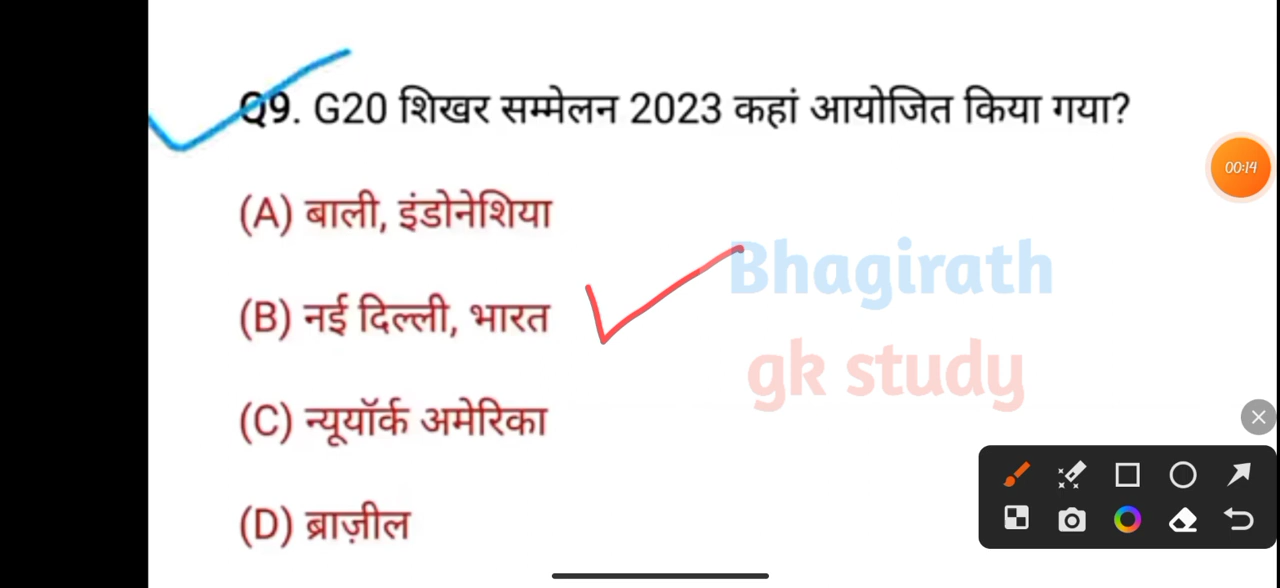 Q9. G20 शिखर सम्मेलन 2023 कहां आयोजित किया गया?
00:14
(A) बाली, इंडोनेशिया
Bhagirath
(B) नई दिल्ली, भारत
gk study
(C) न्यूयॉर्क अमेरिका
(D) ब्राज़ील